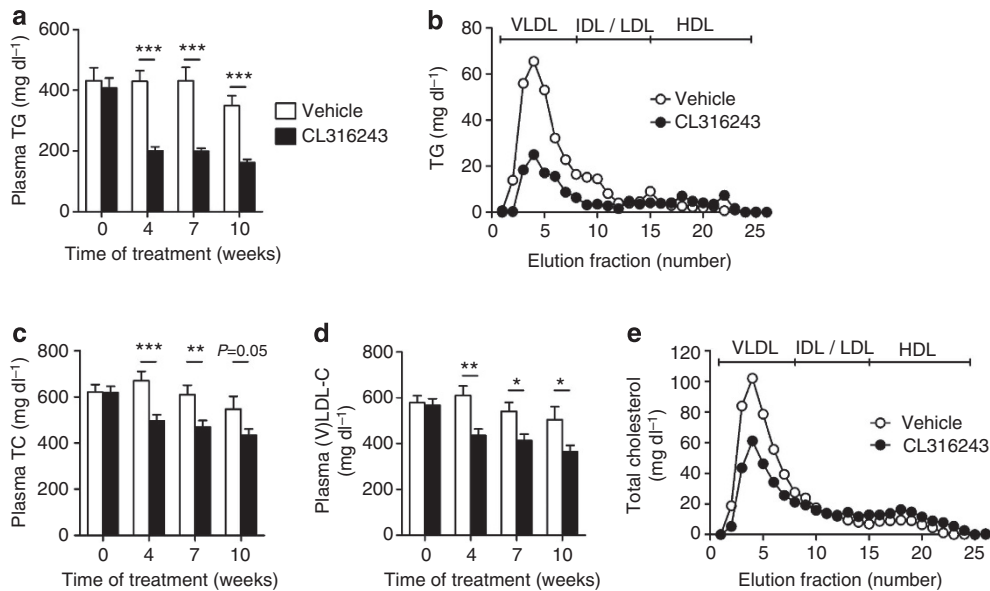 a
Plasma TG (mg dl⁻¹)
600
400
200
0
***
***
***
0 4 7 10
Time of treatment (weeks)
Vehicle
CL316243
b
TG (mg dl⁻¹)
VLDL IDL / LDL HDL
80
60
40
20
0
Vehicle
CL316243
0 5 10 15 20 25
Elution fraction (number)
c
Plasma TC (mg dl⁻¹)
800
600
400
200
0
*** ** P=0.05
0 4 7 10
Time of treatment (weeks)
d
Plasma (V)LDL-C
(mg dl⁻¹)
800
600
400
600
0
** * *
0 4 7 10
Time of treatment (weeks)
e
Total cholesterol
(mg dl⁻¹)
VLDL IDL / LDL HDL
120
100
80
60
40
20
0
Vehicle
CL316243
0 5 10 15 20 25
Elution fraction (number)